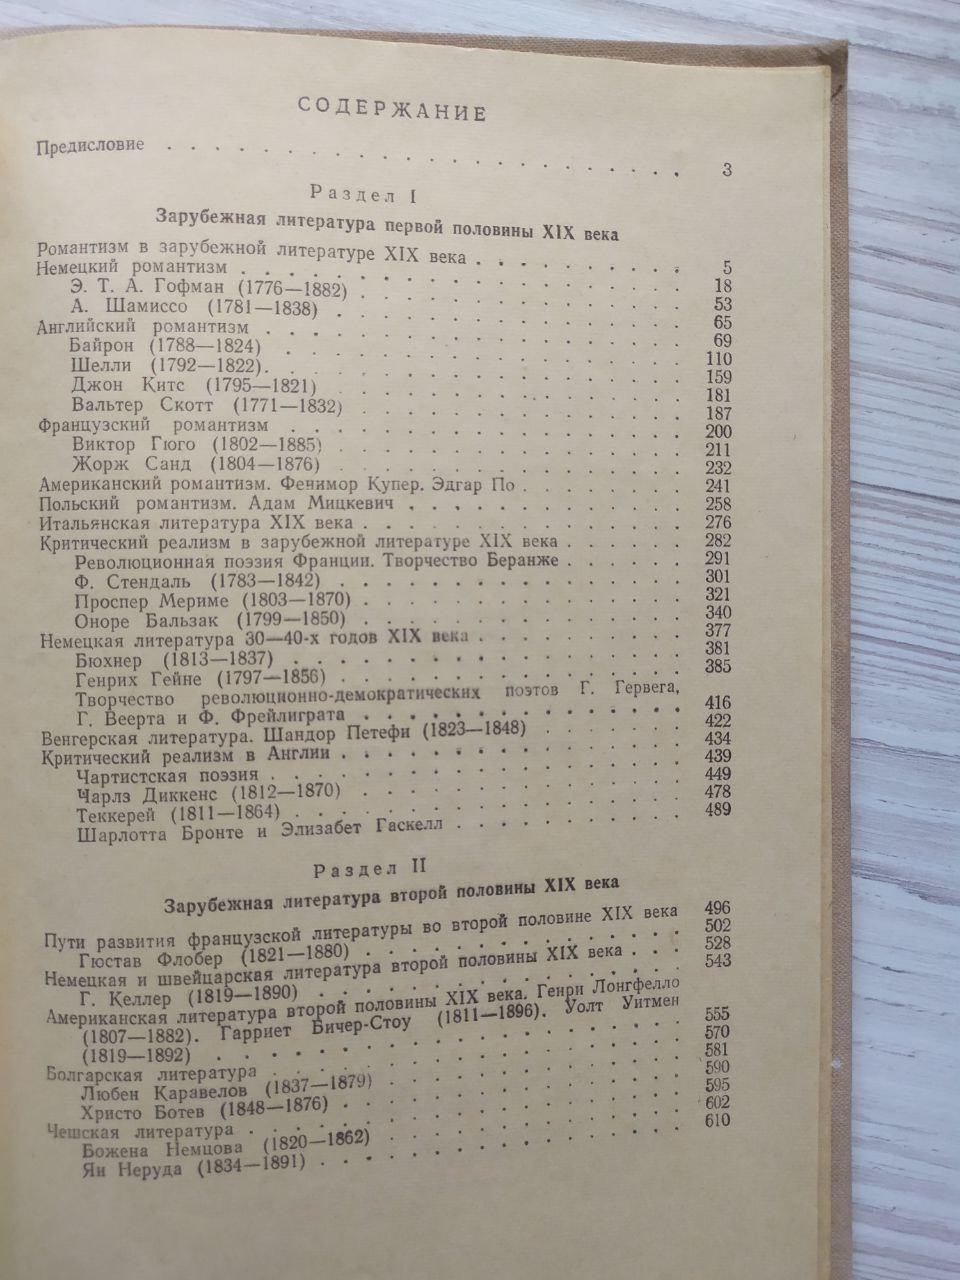 СОДЕРЖАНИЕ
Предисловие . . . . . . . . . . . . . . . . . . . . . . 3
Раздел I
Зарубежная литература первой половины XIX века
Романтизм в зарубежной литературе XIX века . . . . . . . . . 5
Немецкий романтизм . . . . . . . . . . . . . . . . . . 18
Э. Т. А. Гофман (1776—1882) . . . . . . . . . . . . . . 53
А. Шамиссо (1781—1838) . . . . . . . . . . . . . . . 65
Английский романтизм . . . . . . . . . . . . . . . . . 69
Байрон (1788—1824) . . . . . . . . . . . . . . . . . 110
Шелли (1792—1822) . . . . . . . . . . . . . . . . . 159
Джон Китс (1795—1821) . . . . . . . . . . . . . . . 181
Вальтер Скотт (1771—1832) . . . . . . . . . . . . . . 187
Французский романтизм . . . . . . . . . . . . . . . . 200
Виктор Гюго (1802—1885) . . . . . . . . . . . . . . . 211
Жорж Санд (1804—1876) . . . . . . . . . . . . . . . 232
Американский романтизм. Фенимор Купер. Эдгар По . . . . . . . 241
Польский романтизм. Адам Мицкевич . . . . . . . . . . . . 258
Итальянская литература XIX века . . . . . . . . . . . . . . 276
Критический реализм в зарубежной литературе XIX века . . . . . . 282
Революционная поэзия Франции. Творчество Беранже . . . . . . 291
Ф. Стендаль (1783—1842) . . . . . . . . . . . . . . . 301
Проспер Мериме (1803—1870) . . . . . . . . . . . . . . 321
Оноре Бальзак (1799—1850) . . . . . . . . . . . . . . 340
Немецкая литература 30—40-х годов XIX века . . . . . . . . . 377
Бюхнер (1813—1837) . . . . . . . . . . . . . . . . . 381
Генрих Гейне (1797—1856) . . . . . . . . . . . . . . . 385
Творчество революционно-демократических поэтов Г. Гервега,
Г. Веерта и Ф. Фрейлиграта . . . . . . . . . . . . . . 416
Венгерская литература. Шандор Петефи (1823—1848) . . . . . . . 422
Критический реализм в Англии . . . . . . . . . . . . . . . 434
Чартистская поэзия . . . . . . . . . . . . . . . . . . 439
Чарлз Диккенс (1812—1870) . . . . . . . . . . . . . . 449
Теккерей (1811—1864) . . . . . . . . . . . . . . . . 478
Шарлотта Бронте и Элизабет Гаскелл . . . . . . . . . . 489
Раздел II
Зарубежная литература второй половины XIX века
Пути развития французской литературы во второй половине XIX века 496
Гюстав Флобер (1821—1880) . . . . . . . . . . . . . . 502
Немецкая и швейцарская литература второй половины XIX века . . . 528
Г. Келлер (1819—1890) . . . . . . . . . . . . . . . . 543
Американская литература второй половины XIX века. Генри Лонгфелло
(1807—1882). Гарриет Бичер-Стоу (1811—1896). Уолт Уитмен
(1819—1892) . . . . . . . . . . . . . . . . . . . . 555
Болгарская литература . . . . . . . . . . . . . . . . . . 570
Любен Каравелов (1837—1879) . . . . . . . . . . . . . 581
Христо Ботев (1848—1876) . . . . . . . . . . . . . . . 590
Чешская литература . . . . . . . . . . . . . . . . . . . 595
Божена Немцова (1820—1862) . . . . . . . . . . . . . . 602
Ян Неруда (1834—1891) . . . . . . . . . . . . . . . . 610